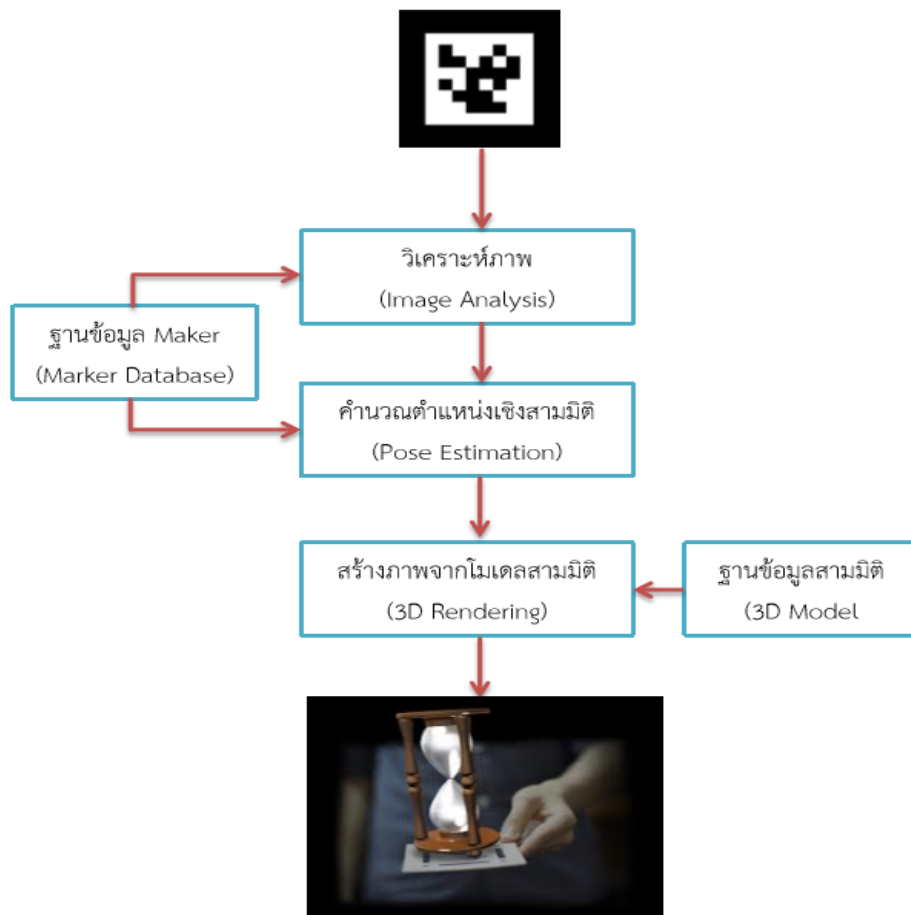 วิเคราะห์ภาพ
(Image Analysis)
ฐานข้อมูล Maker
(Marker Database)
คำนวณตำแหน่งเชิงสามมิติ
(Pose Estimation)
สร้างภาพจากโมเดลสามมิติ
(3D Rendering)
ฐานข้อมูลสามมิติ
(3D Model